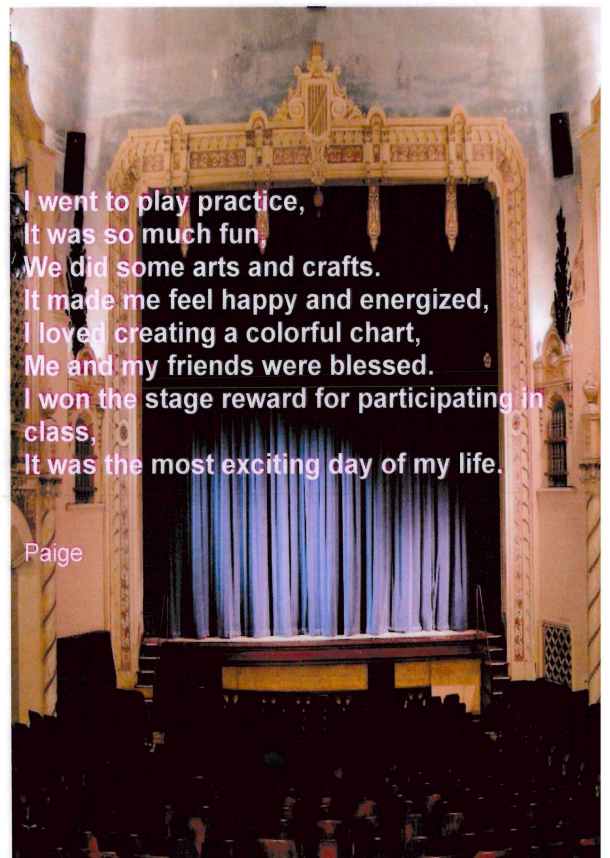 I went to play practice,
It was so much fun
We did some arts and crafts.
It made me feel happy and energized,
I loved creating a colorful chart,
Me and my friends were blessed.
I won the stage reward for participating in
class,
It was the most exciting day of my life.
Paige